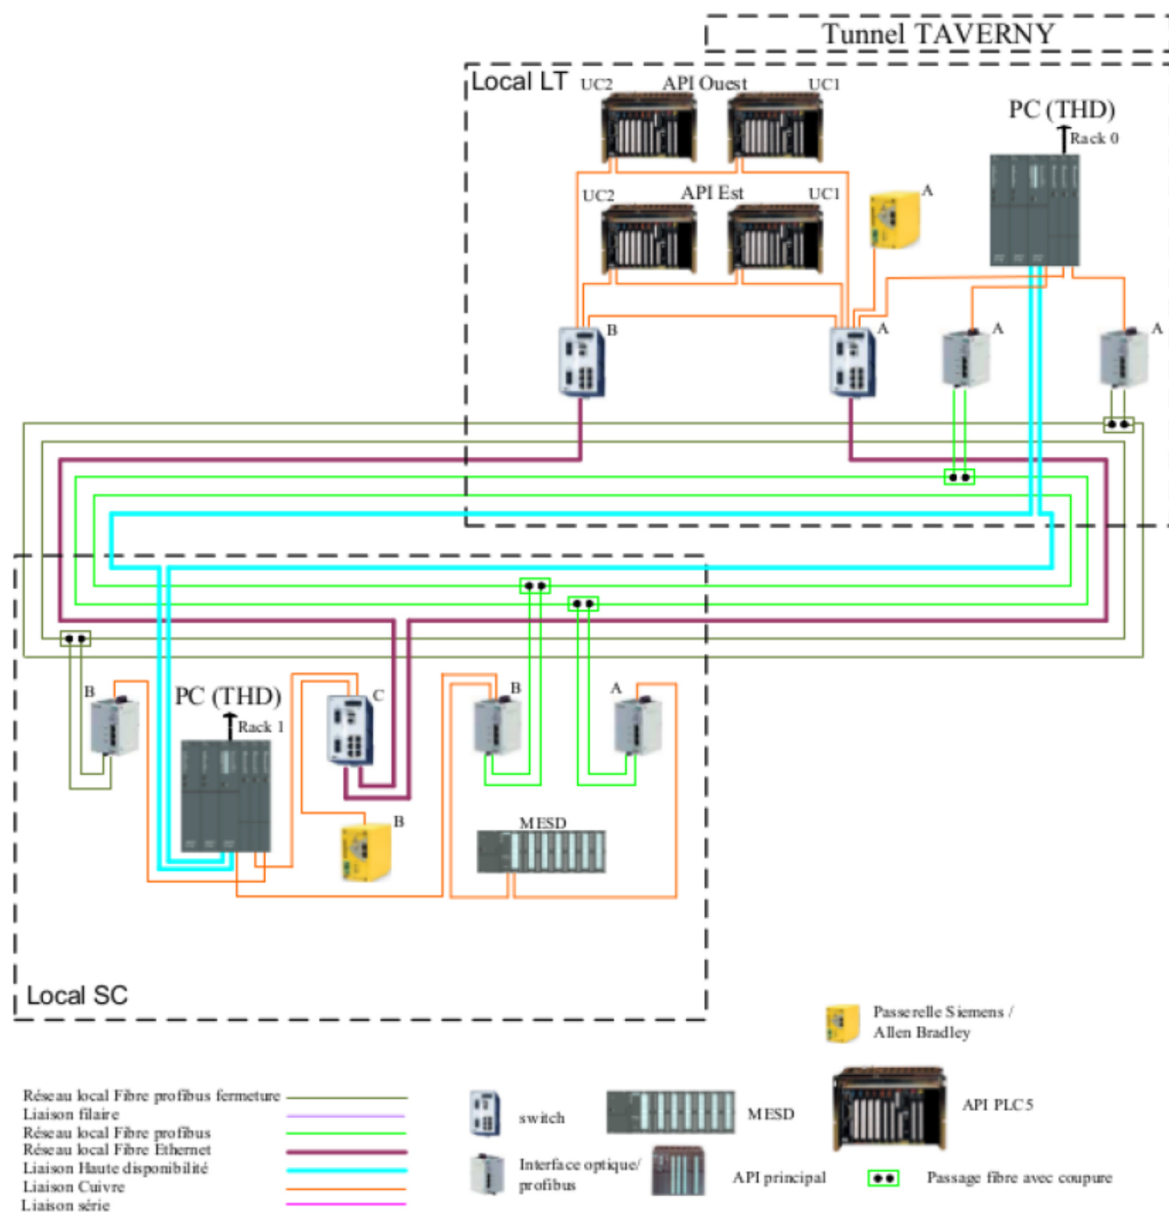 Tunnel TAVERNY
Local LT
UC2
API Ouest
UC1
PC (THD)
Rack 0
UC2
API Est
UC1
A
B
A
A
A
B
PC (THD)
Rack 1
C
B
A
B
MESD
Local SC
Passerelle Siemens /
Allen Bradley
Réseau local Fibre profibus fermeture
Liaison filaire
Réseau local Fibre profibus
Réseau local Fibre Ethernet
Liaison Haute disponibilité
Liaison Cuivre
Liaison série
switch
MESD
API PLC5
Interface optique/
profibus
API principal
Passage fibre avec coupure